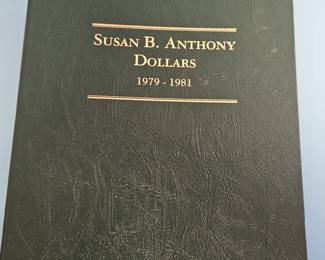 SUSAN B. ANTHONY
DOLLARS
1979 - 1981